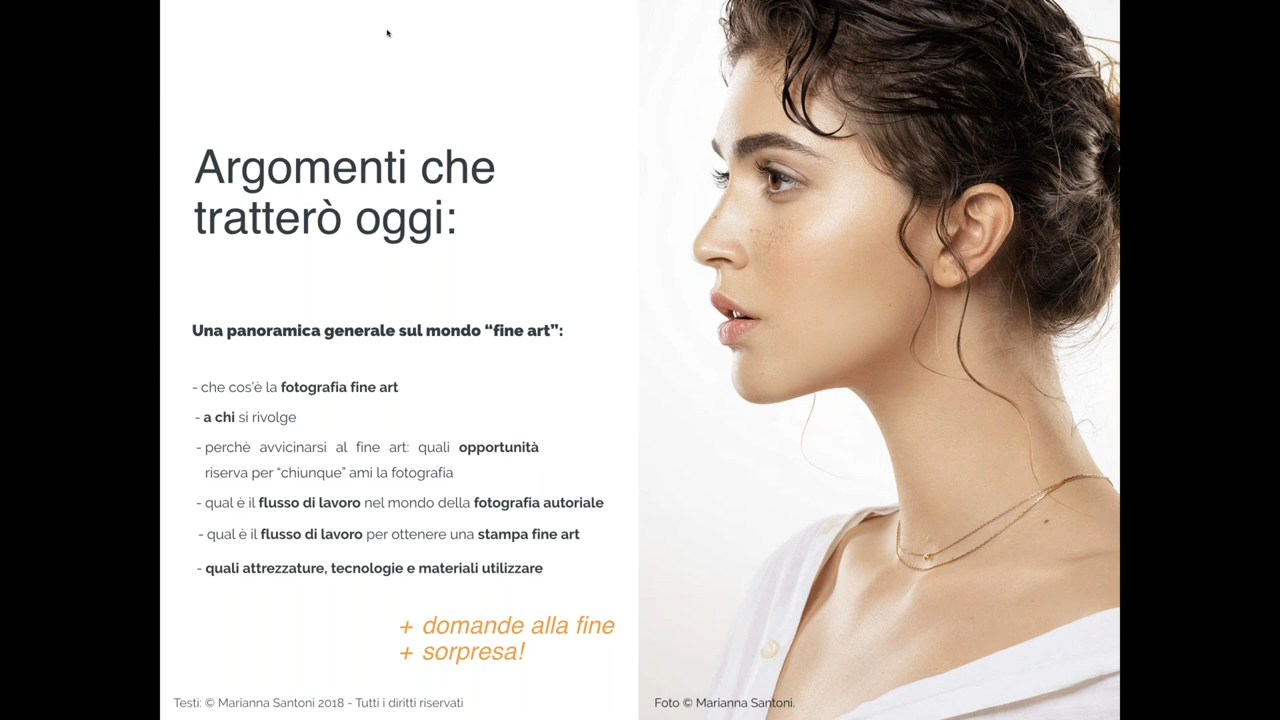 Argomenti che
tratterò oggi:
Una panoramica generale sul mondo “fine art”:
- che cos’è la fotografia fine art
- a chi si rivolge
- perchè avvicinarsi al fine art: quali opportunità
riserva per “chiunque” ami la fotografia
- qual è il flusso di lavoro nel mondo della fotografia autoriale
- qual è il flusso di lavoro per ottenere una stampa fine art
- quali attrezzature, tecnologie e materiali utilizzare
+ domande alla fine
+ sorpresa!
Testi: © Marianna Santoni 2018 - Tutti i diritti riservati
Foto © Marianna Santoni.